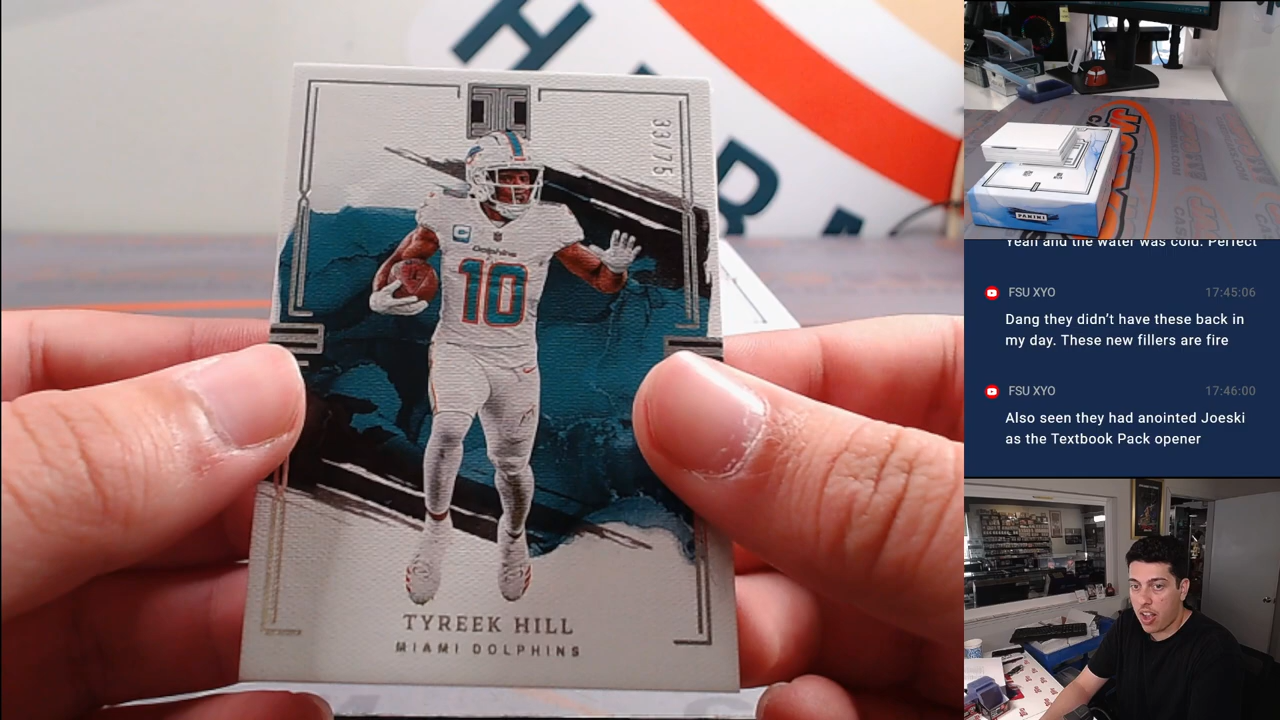 33/75
Dolphins
10
C
TYREEK HILL
MIAMI DOLPHINS
PANINI
Yeah and the water was cold. Perfect
FSU XYO 17:45:06
Dang they didn’t have these back in
my day. These new fillers are fire
FSU XYO 17:46:00
Also seen they had anointed Joeski
as the Textbook Pack opener